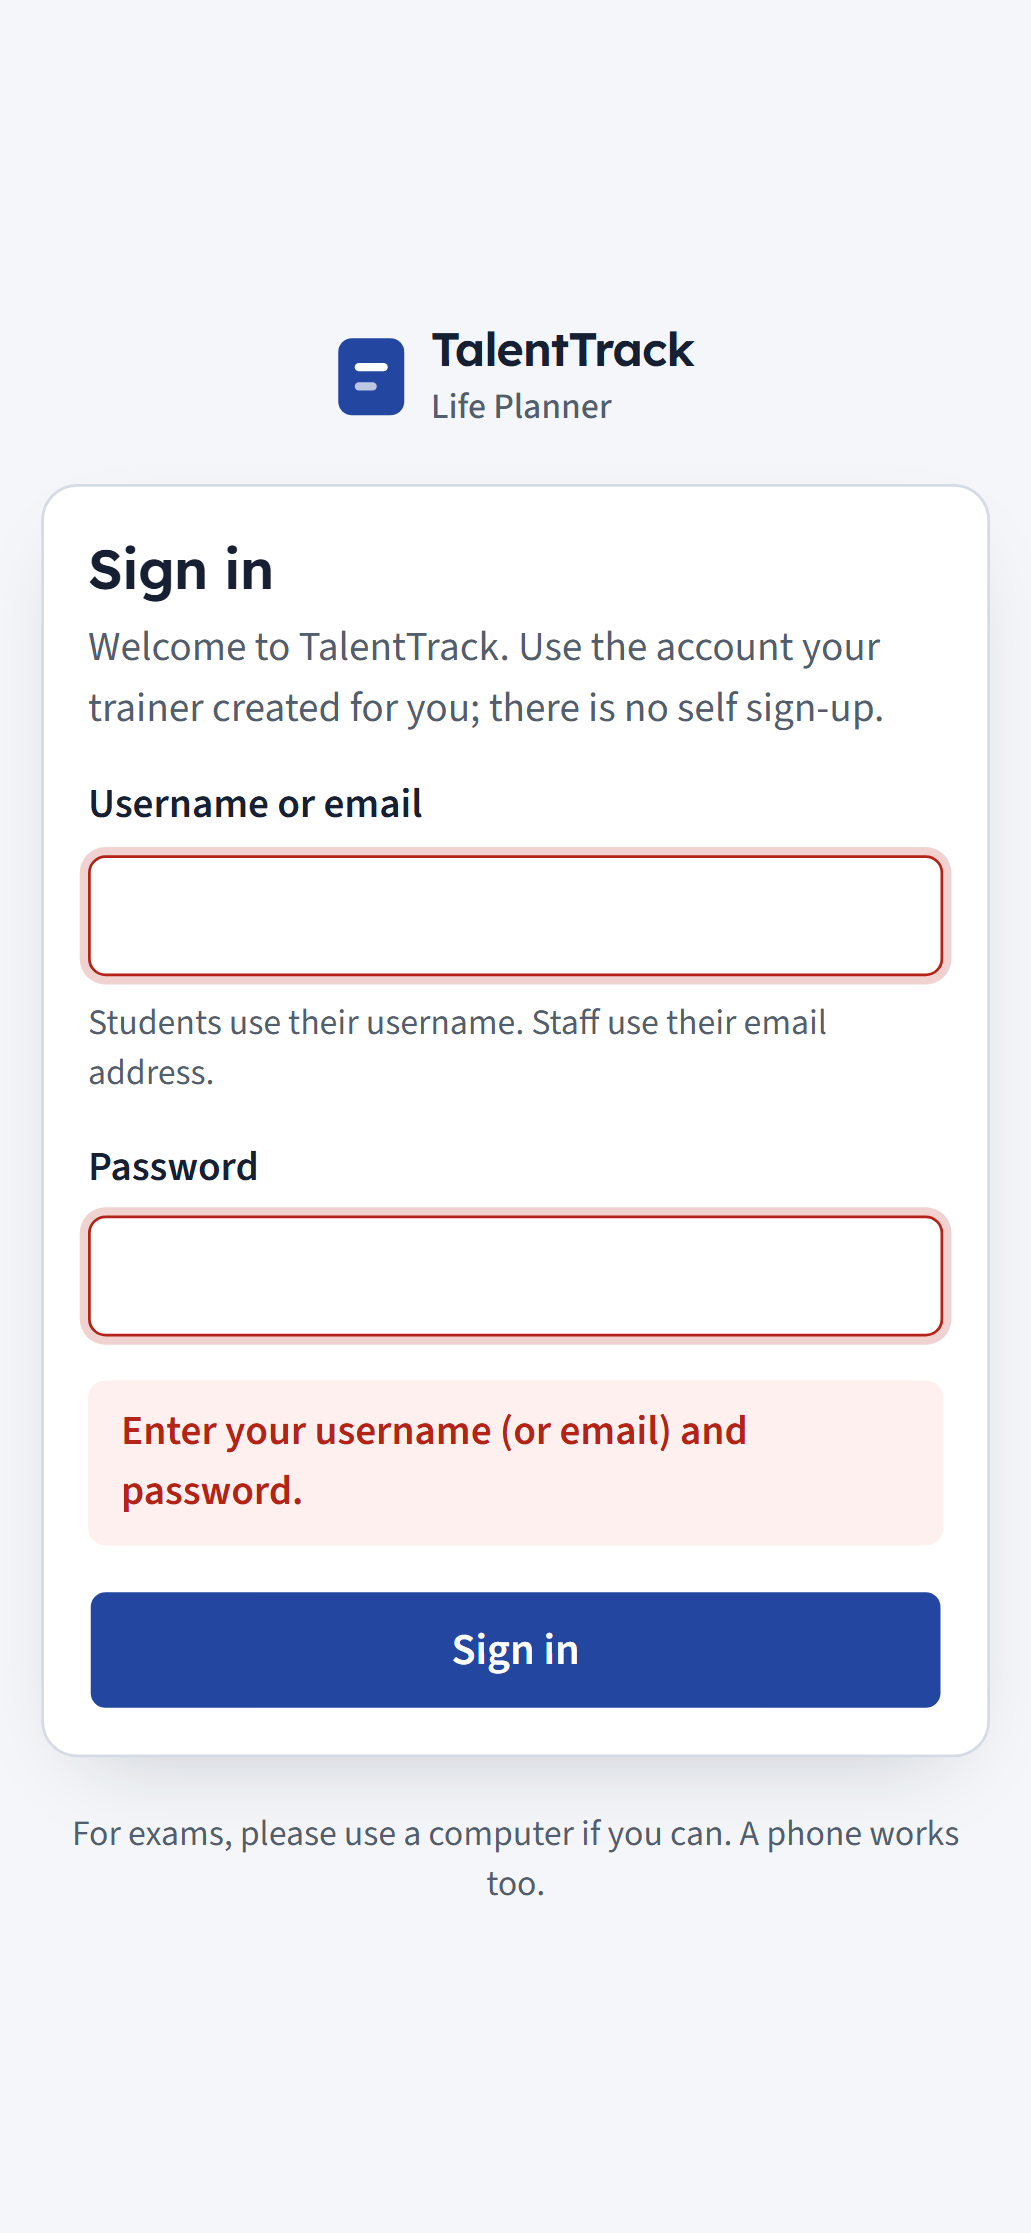 TalentTrack
Life Planner
Sign in
Welcome to TalentTrack. Use the account your
trainer created for you; there is no self sign-up.
Username or email
Students use their username. Staff use their email
address.
Password
Enter your username (or email) and
password.
Sign in
For exams, please use a computer if you can. A phone works
too.